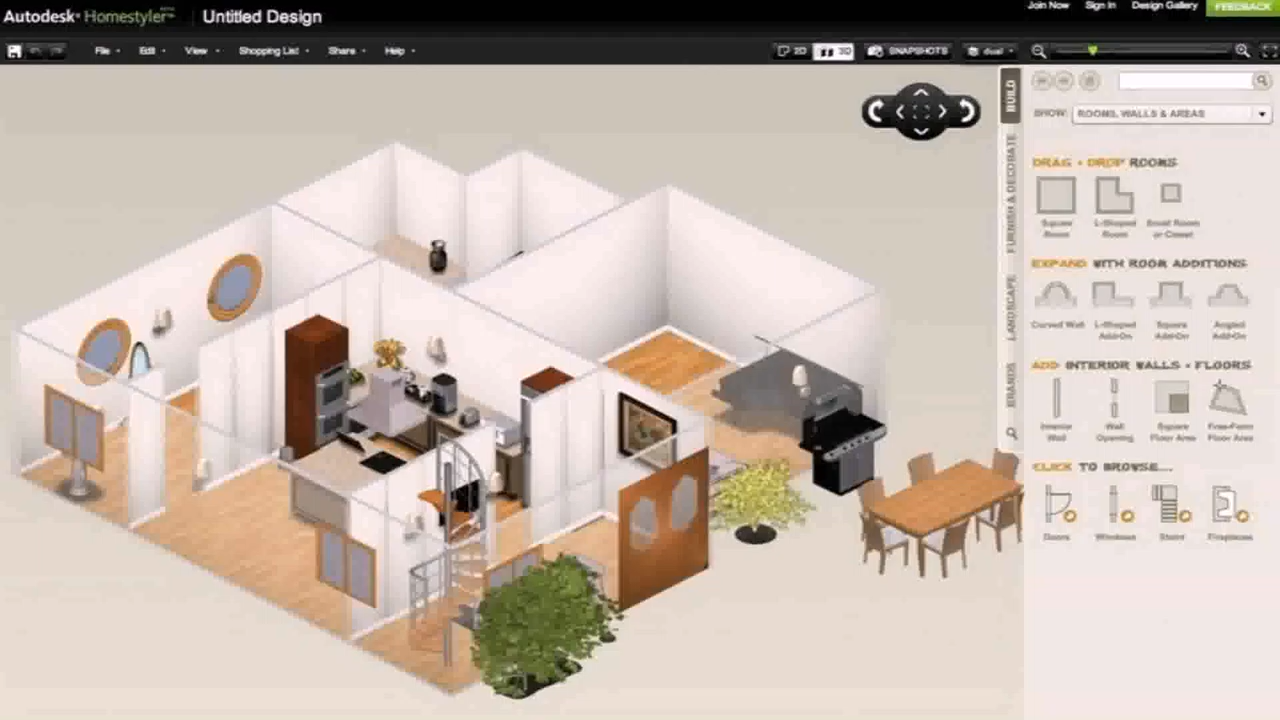 Autodesk® Homestyler™ BETA Untitled Design
Join Now Sign In Design Gallery FEEDBACK
File Edit View Shopping List Share Help
2D 3D SNAPSHOTS dual
BUILD
FURNISH & DECORATE
LANDSCAPE
BRANDS
SHOW: ROOMS, WALLS & AREAS
DRAG + DROP ROOMS
Square Room
L-Shaped Room
Small Room or Closet
EXPAND WITH ROOM ADDITIONS
Curved Wall
L-Shaped Add-On
Square Add-On
Angled Add-On
ADD INTERIOR WALLS + FLOORS
Interior Wall
Wall Opening
Square Floor Area
Free-Form Floor Area
CLICK TO BROWSE...
Doors Windows Stairs Fireplaces